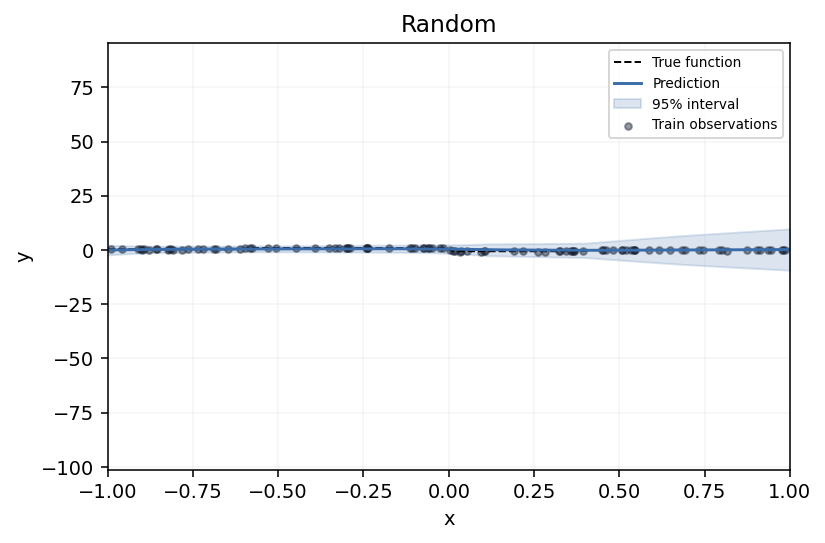 Random
True function
Prediction
95% interval
Train observations
75
50
25
0
−25
−50
−75
−100
y
−1.00 −0.75 −0.50 −0.25 0.00 0.25 0.50 0.75 1.00
x